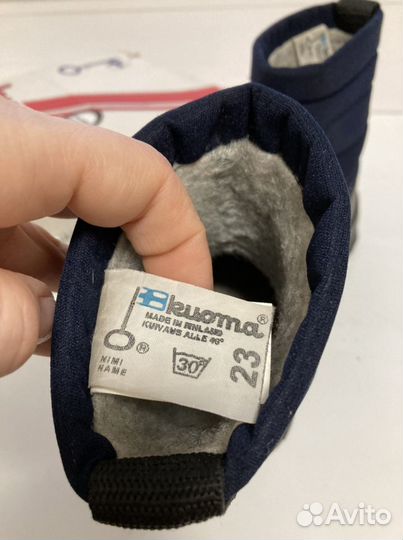 kuoma®
MADE IN FINLAND
KUIVAUS ALLE 40°
®
30°
23
NIMI
NAME
Avito